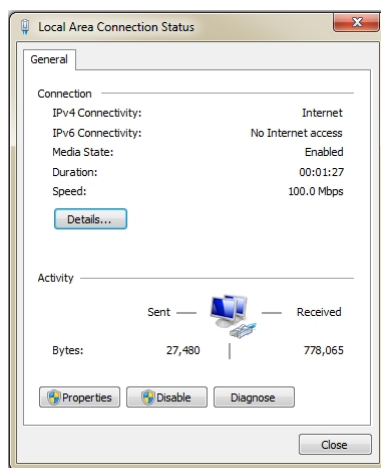 Local Area Connection Status
General
Connection
IPv4 Connectivity: Internet
IPv6 Connectivity: No Internet access
Media State: Enabled
Duration: 00:01:27
Speed: 100.0 Mbps
Details...
Activity
Sent — — Received
Bytes: 27,480 778,065
Properties Disable Diagnose
Close